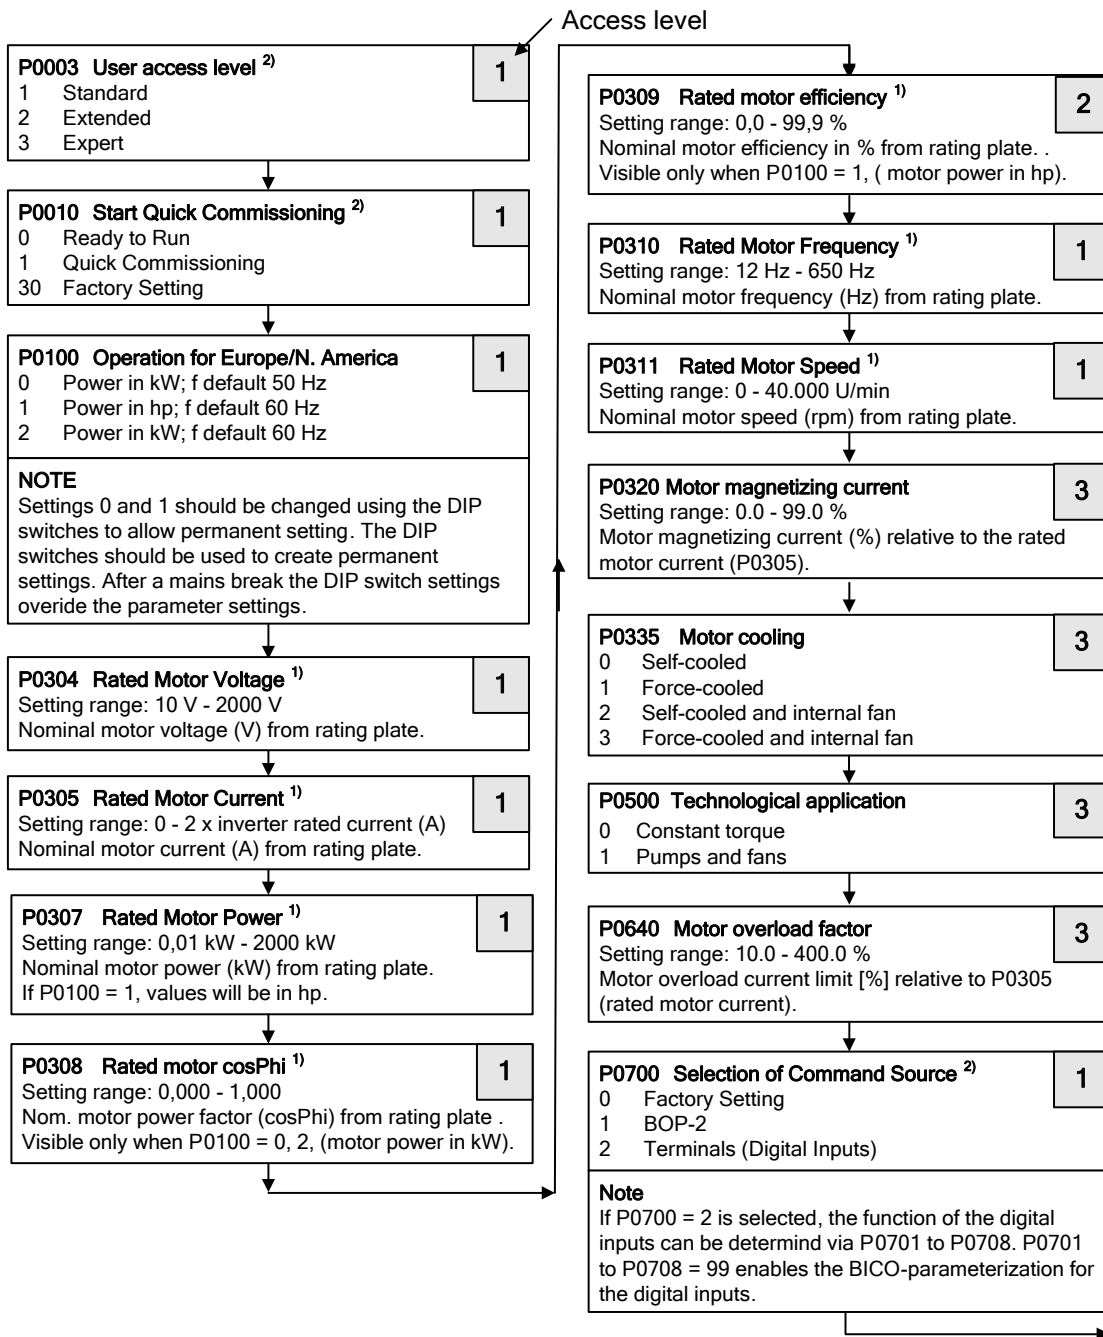 Access level
P0003 User access level 2)
1
1 Standard
2 Extended
3 Expert
P0010 Start Quick Commissioning 2)
1
0 Ready to Run
1 Quick Commissioning
30 Factory Setting
P0100 Operation for Europe/N. America
1
0 Power in kW; f default 50 Hz
1 Power in hp; f default 60 Hz
2 Power in kW; f default 60 Hz
NOTE
Settings 0 and 1 should be changed using the DIP
switches to allow permanent setting. The DIP
switches should be used to create permanent
settings. After a mains break the DIP switch settings
overide the parameter settings.
P0304 Rated Motor Voltage 1)
1
Setting range: 10 V - 2000 V
Nominal motor voltage (V) from rating plate.
P0305 Rated Motor Current 1)
1
Setting range: 0 - 2 x inverter rated current (A)
Nominal motor current (A) from rating plate.
P0307 Rated Motor Power 1)
1
Setting range: 0,01 kW - 2000 kW
Nominal motor power (kW) from rating plate.
If P0100 = 1, values will be in hp.
P0308 Rated motor cosPhi 1)
1
Setting range: 0,000 - 1,000
Nom. motor power factor (cosPhi) from rating plate .
Visible only when P0100 = 0, 2, (motor power in kW).
P0309 Rated motor efficiency 1)
2
Setting range: 0,0 - 99,9 %
Nominal motor efficiency in % from rating plate. .
Visible only when P0100 = 1, ( motor power in hp).
P0310 Rated Motor Frequency 1)
1
Setting range: 12 Hz - 650 Hz
Nominal motor frequency (Hz) from rating plate.
P0311 Rated Motor Speed 1)
1
Setting range: 0 - 40.000 U/min
Nominal motor speed (rpm) from rating plate.
P0320 Motor magnetizing current
3
Setting range: 0.0 - 99.0 %
Motor magnetizing current (%) relative to the rated
motor current (P0305).
P0335 Motor cooling
3
0 Self-cooled
1 Force-cooled
2 Self-cooled and internal fan
3 Force-cooled and internal fan
P0500 Technological application
3
0 Constant torque
1 Pumps and fans
P0640 Motor overload factor
3
Setting range: 10.0 - 400.0 %
Motor overload current limit [%] relative to P0305
(rated motor current).
P0700 Selection of Command Source 2)
1
0 Factory Setting
1 BOP-2
2 Terminals (Digital Inputs)
Note
If P0700 = 2 is selected, the function of the digital
inputs can be determind via P0701 to P0708. P0701
to P0708 = 99 enables the BICO-parameterization for
the digital inputs.